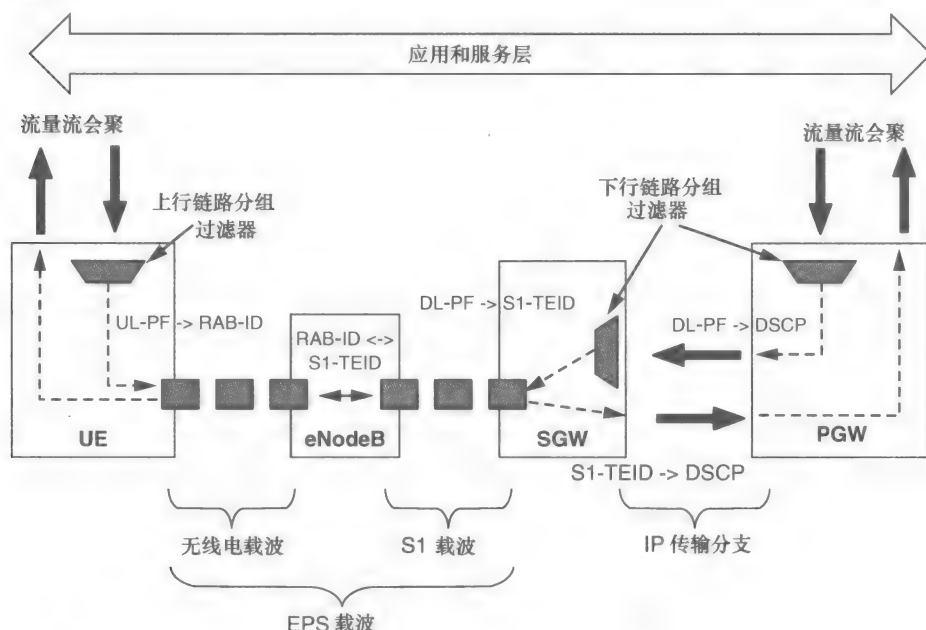 应用和服务层
流量流会聚
流量流会聚
上行链路分组
过滤器
下行链路分组
过滤器
UL-PF -> RAB-ID
DL-PF -> S1-TEID
DL-PF -> DSCP
RAB-ID <->
S1-TEID
UE
eNodeB
SGW
PGW
S1-TEID -> DSCP
无线电载波
S1 载波
IP 传输分支
EPS 载波